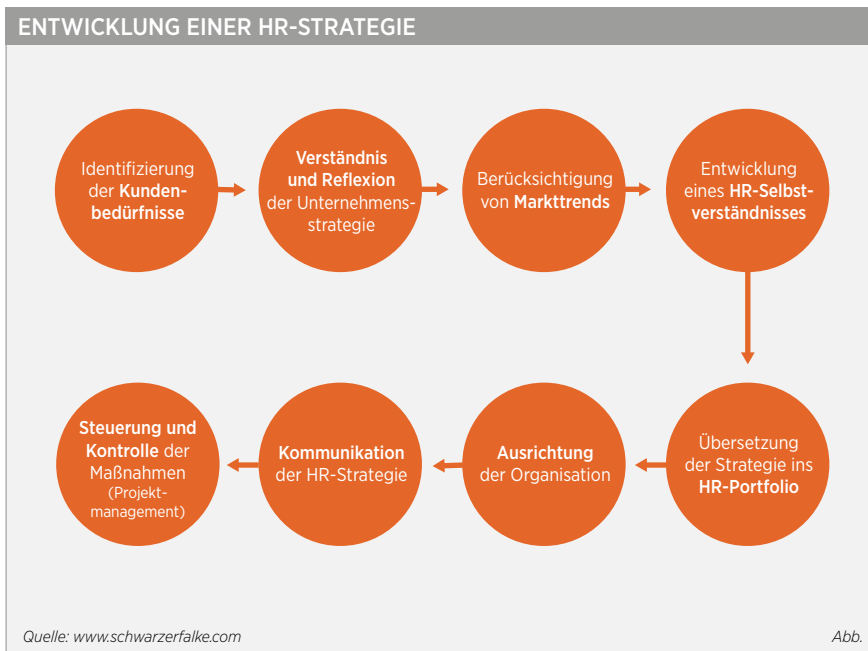 ENTWICKLUNG EINER HR-STRATEGIE
Identifizierung
der Kunden-
bedürfnisse
Verständnis
und Reflexion
der Unternehmens-
strategie
Berücksichtigung
von Markttrends
Entwicklung
eines HR-Selbst-
verständnisses
Übersetzung
der Strategie ins
HR-Portfolio
Ausrichtung
der Organisation
Kommunikation
der HR-Strategie
Steuerung und
Kontrolle der
Maßnahmen
(Projekt-
management)
Quelle: www.schwarzerfalke.com
Abb.